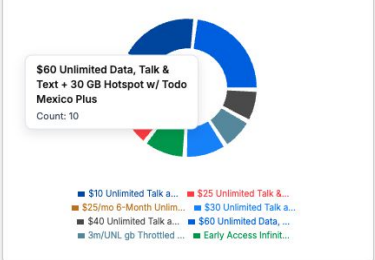 $60 Unlimited Data, Talk &
Text + 30 GB Hotspot w/ Todo
Mexico Plus
Count: 10
$10 Unlimited Talk a... $25 Unlimited Talk &...
$25/mo 6-Month Unlim... $30 Unlimited Talk a...
$40 Unlimited Talk a... $60 Unlimited Data, ...
3m/UNL gb Throttled ... Early Access Infinit...